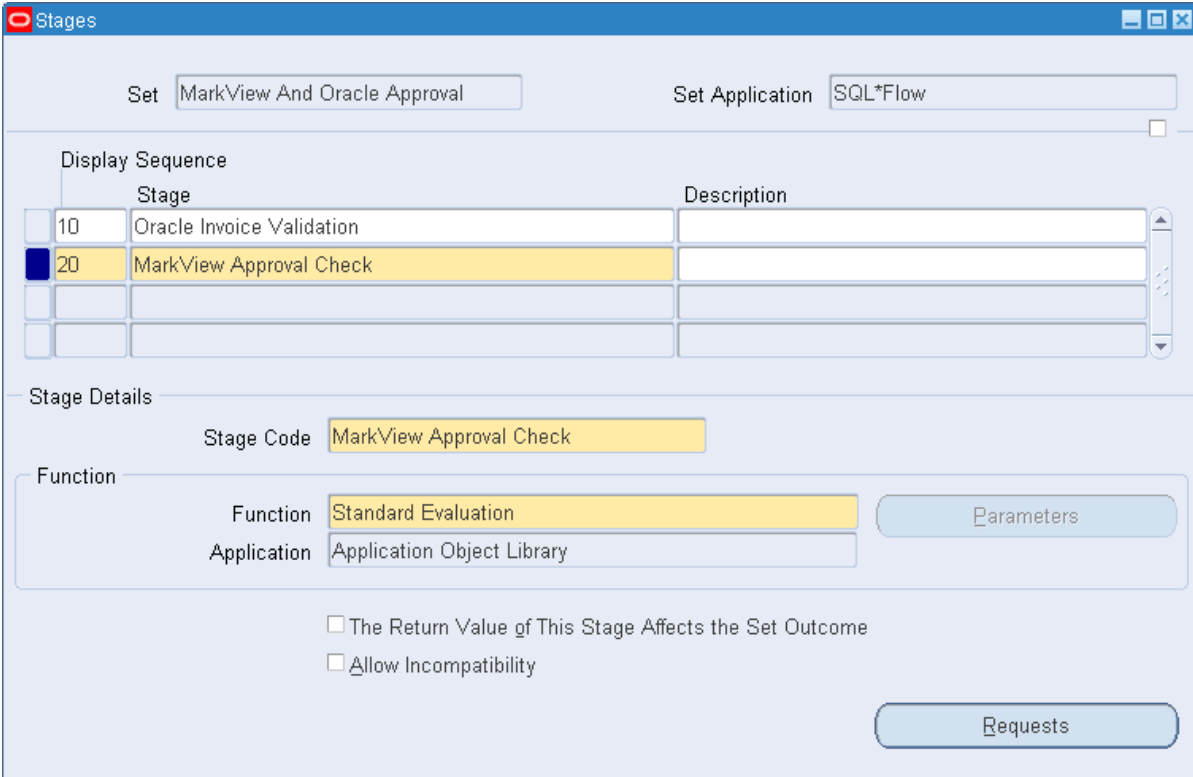 Stages
Set MarkView And Oracle Approval Set Application SQL*Flow
Display Sequence
Stage Description
10 Oracle Invoice Validation
20 MarkView Approval Check
Stage Details
Stage Code MarkView Approval Check
Function
Function Standard Evaluation Parameters
Application Application Object Library
The Return Value of This Stage Affects the Set Outcome
Allow Incompatibility
Requests